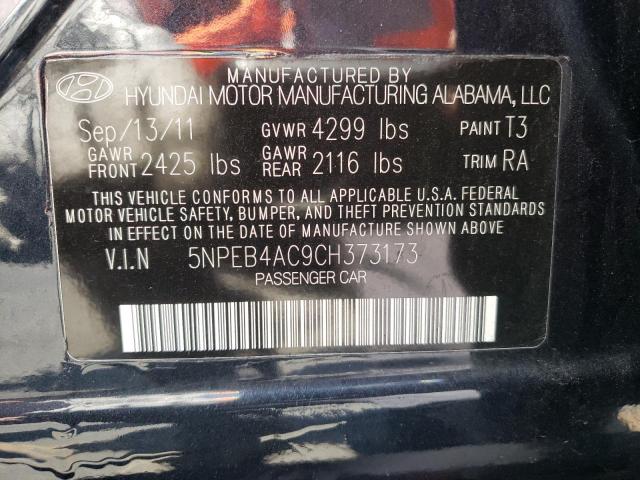 MANUFACTURED BY
HYUNDAI MOTOR MANUFACTURING ALABAMA, LLC
Sep/13/11 GVWR 4299 lbs PAINT T3
GAWR FRONT 2425 lbs GAWR REAR 2116 lbs TRIM RA
THIS VEHICLE CONFORMS TO ALL APPLICABLE U.S.A. FEDERAL
MOTOR VEHICLE SAFETY, BUMPER, AND THEFT PREVENTION
STANDARDS IN EFFECT ON THE DATE OF MANUFACTURE SHOWN ABOVE
V.I.N 5NPEB4AC9CH373173
PASSENGER CAR